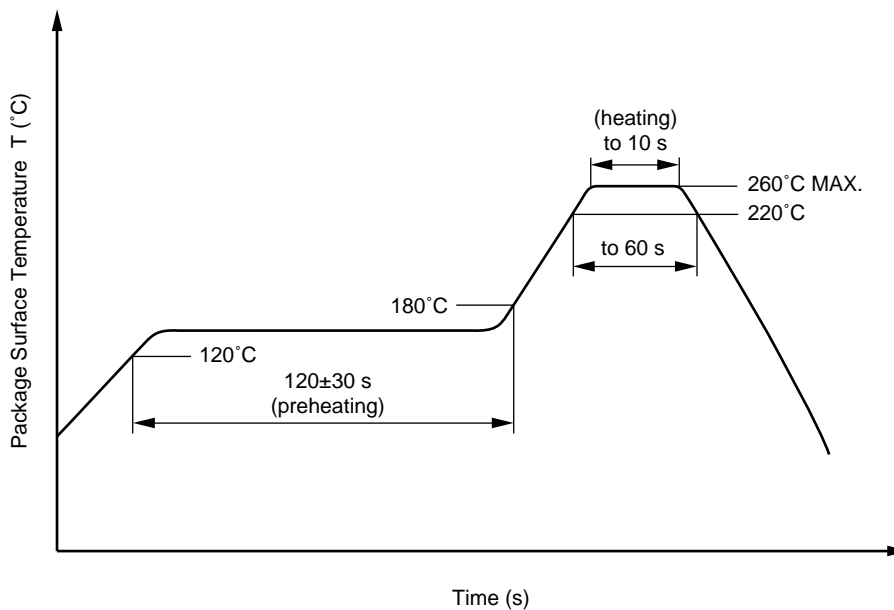 Package Surface Temperature T (˚C)
(heating)
to 10 s
260˚C MAX.
220˚C
to 60 s
180˚C
120˚C
120±30 s
(preheating)
Time (s)